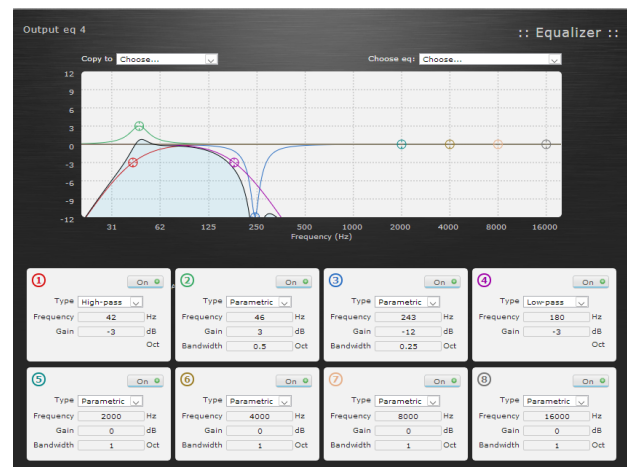 Output eq 4
:: Equalizer ::
Copy to Choose... Choose eq: Choose...
12
9
6
3
0
-3
-6
-9
-12
31 62 125 250 500 1000 2000 4000 8000 16000
Frequency (Hz)
1 On 2 On 3 On 4 On
Type High-pass Type Parametric Type Parametric Type Low-pass
Frequency 42 Hz Frequency 46 Hz Frequency 243 Hz Frequency 180 Hz
Gain -3 dB Gain 3 dB Gain -12 dB Gain -3 dB
Oct Bandwidth 0.5 Oct Bandwidth 0.25 Oct Oct
5 On 6 On 7 On 8 On
Type Parametric Type Parametric Type Parametric Type Parametric
Frequency 2000 Hz Frequency 4000 Hz Frequency 8000 Hz Frequency 16000 Hz
Gain 0 dB Gain 0 dB Gain 0 dB Gain 0 dB
Bandwidth 1 Oct Bandwidth 1 Oct Bandwidth 1 Oct Bandwidth 1 Oct